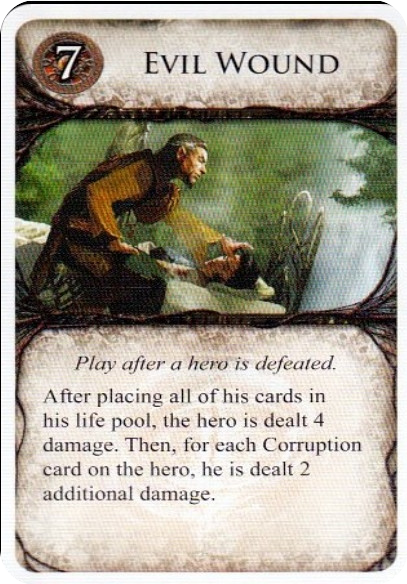 7 EVIL WOUND
Play after a hero is defeated.
After placing all of his cards in
his life pool, the hero is dealt 4
damage. Then, for each Corruption
card on the hero, he is dealt 2
additional damage.